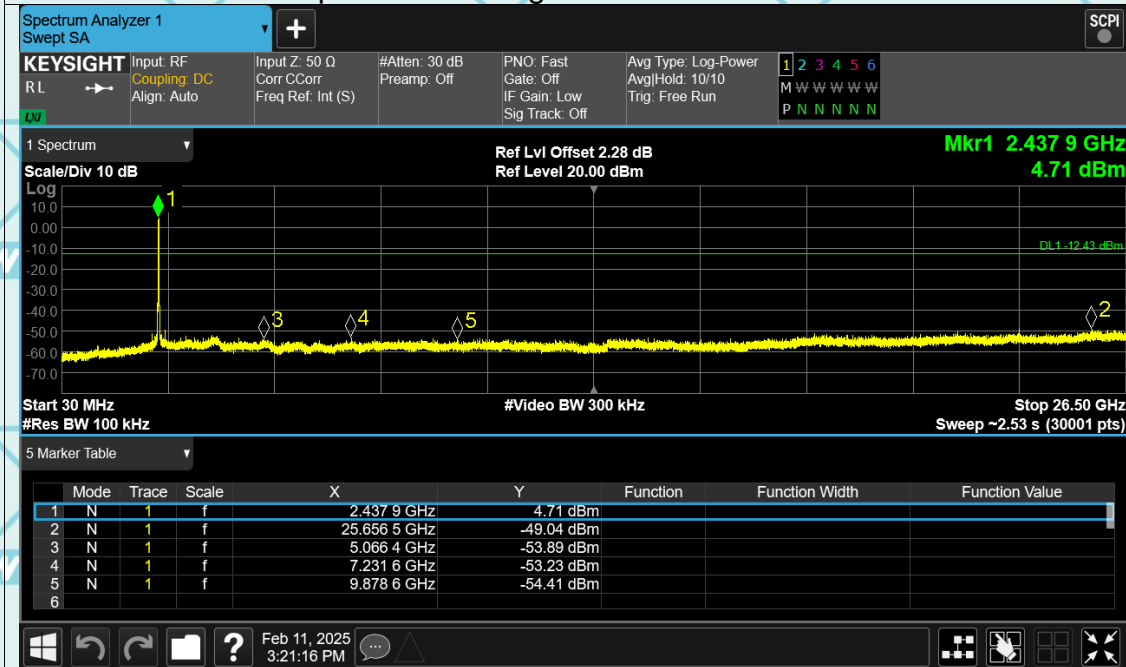 Spectrum Analyzer 1
Swept SA
+
SCPI
KEYSIGHT Input: RF Input Z: 50 Ω #Atten: 30 dB PNO: Fast Avg Type: Log-Power 1 2 3 4 5 6
RL Coupling: DC Corr CCorr Preamp: Off Gate: Off Avg|Hold: 10/10 M W W W W W W
Align: Auto Freq Ref: Int (S) IF Gain: Low Trig: Free Run
LXI Sig Track: Off P N N N N N N
1 Spectrum Ref Lvl Offset 2.28 dB Mkr1 2.437 9 GHz
Scale/Div 10 dB Ref Level 20.00 dBm 4.71 dBm
Log
1
10.0
0.00
-10.0 DL1 -12.43 dBm
-20.0
-30.0
-40.0
3 4 5 2
-50.0
-60.0
-70.0
Start 30 MHz #Video BW 300 kHz Stop 26.50 GHz
#Res BW 100 kHz Sweep ~2.53 s (30001 pts)
5 Marker Table
Mode Trace Scale X Y Function Function Width Function Value
1 N 1 f 2.437 9 GHz 4.71 dBm
2 N 1 f 25.656 5 GHz -49.04 dBm
3 N 1 f 5.066 4 GHz -53.89 dBm
4 N 1 f 7.231 6 GHz -53.23 dBm
5 N 1 f 9.878 6 GHz -54.41 dBm
6
? Feb 11, 2025
3:21:16 PM